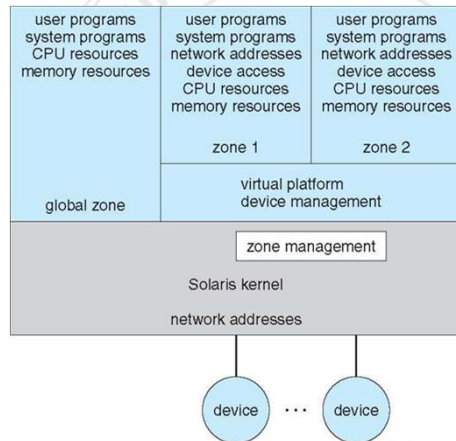 user programs
system programs
CPU resources
memory resources
global zone
user programs
system programs
network addresses
device access
CPU resources
memory resources
zone 1
user programs
system programs
network addresses
device access
CPU resources
memory resources
zone 2
virtual platform
device management
zone management
Solaris kernel
network addresses
device
...
device